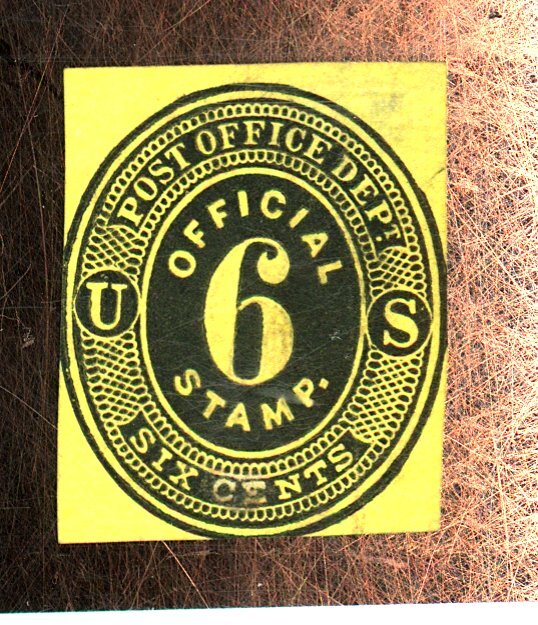 POST OFFICE DEPT.
OFFICIAL
U 6 S
STAMP.
SIX CENTS